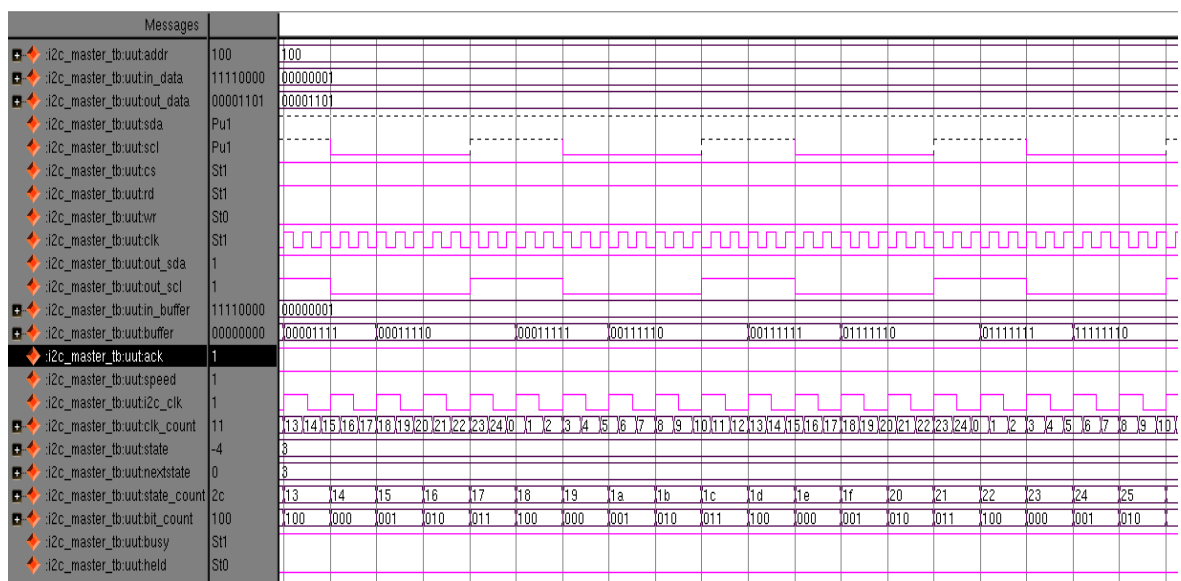 Messages
:i2c_master_tb:uut:addr 100 100
:i2c_master_tb:uut:in_data 11110000 00000001
:i2c_master_tb:uut:out_data 00001101 00001101
:i2c_master_tb:uut:sda Pu1
:i2c_master_tb:uut:scl Pu1
:i2c_master_tb:uut:cs St1
:i2c_master_tb:uut:rd St1
:i2c_master_tb:uut:wr St0
:i2c_master_tb:uut:clk St1
:i2c_master_tb:uut:out_sda 1
:i2c_master_tb:uut:out_scl 1
:i2c_master_tb:uut:in_buffer 11110000 00000001
:i2c_master_tb:uut:buffer 00000000 00001111 00011110 00011111 00111110 00111111 01111110 01111111 11111110
:i2c_master_tb:uut:ack 1
:i2c_master_tb:uut:speed 1
:i2c_master_tb:uut:i2c_clk 1
:i2c_master_tb:uut:clk_count 11 13 14 15 16 17 18 19 20 21 22 23 24 0 1 2 3 4 5 6 7 8 9 10 11 12 13 14 15 16 17 18 19 20 21 22 23 24 0 1 2 3 4 5 6 7 8 9 10
:i2c_master_tb:uut:state -4 3
:i2c_master_tb:uut:nextstate 0 3
:i2c_master_tb:uut:state_count 2c 13 14 15 16 17 18 19 1a 1b 1c 1d 1e 1f 20 21 22 23 24 25
:i2c_master_tb:uut:bit_count 100 100 000 001 010 011 100 000 001 010 011 100 000 001 010 011 100 000 001 010
:i2c_master_tb:uut:busy St1
:i2c_master_tb:uut:held St0